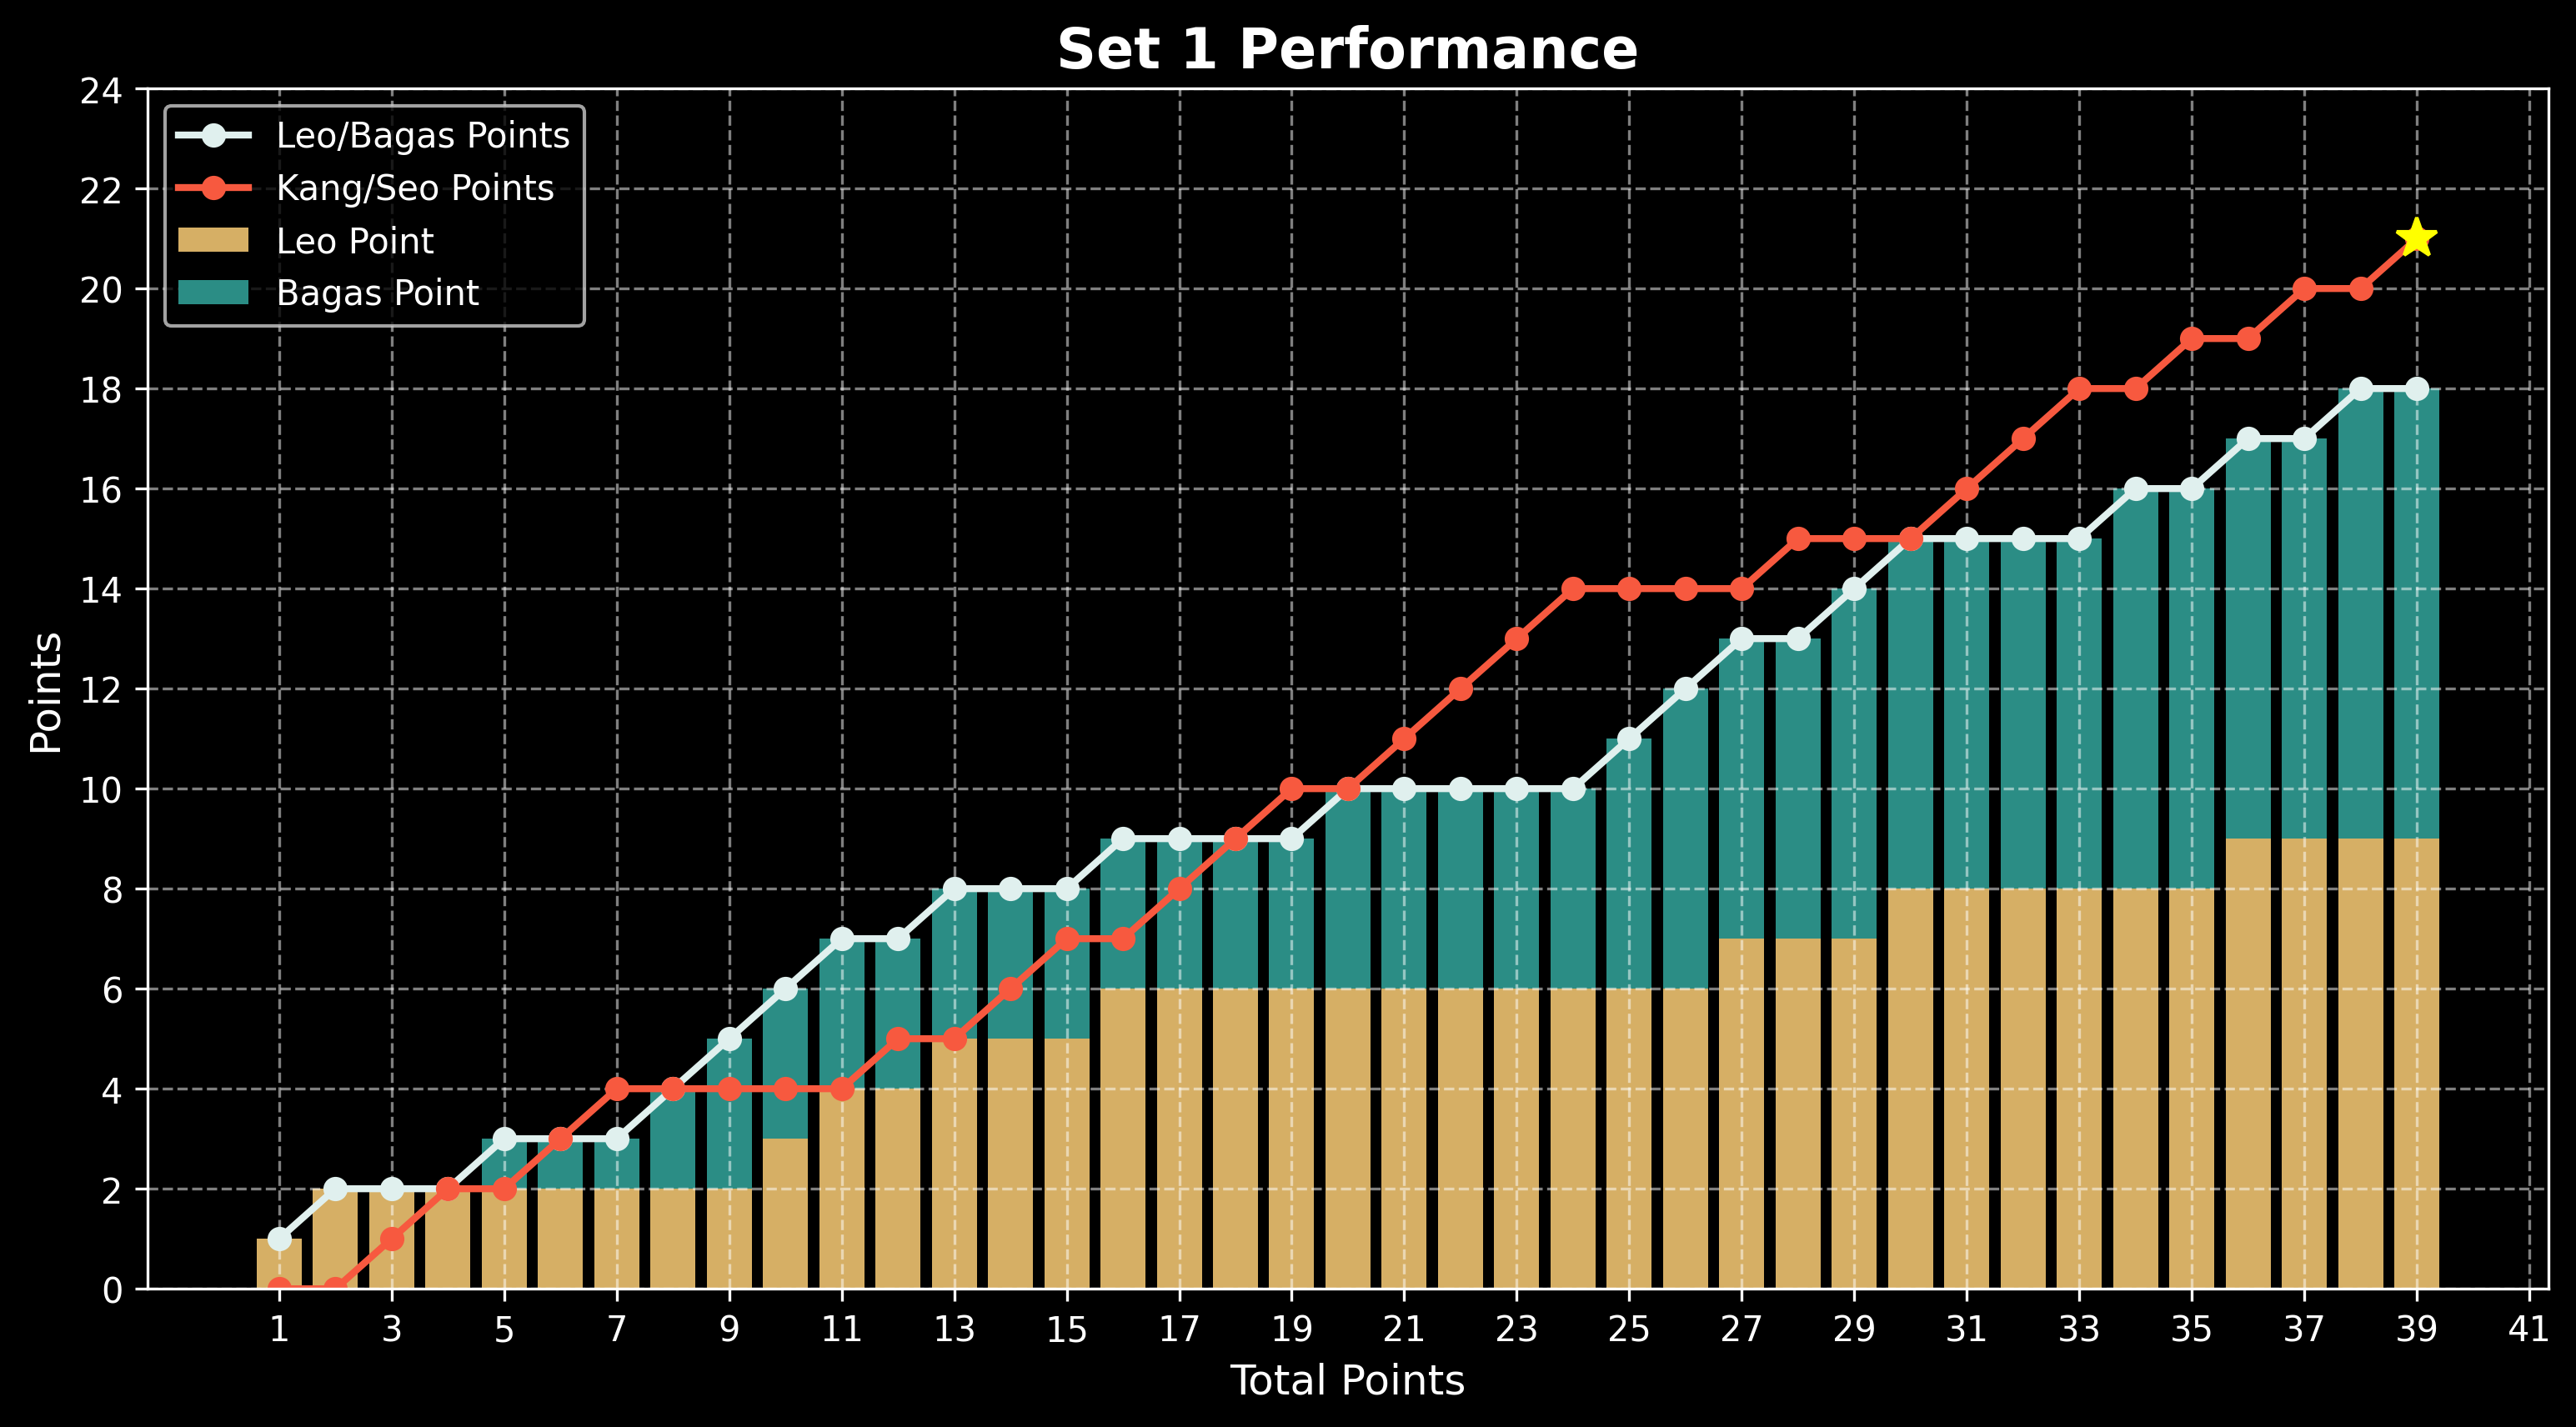 Set 1 Performance
Leo/Bagas Points
Kang/Seo Points
Leo Point
Bagas Point
Points
24
22
20
18
16
14
12
10
8
6
4
2
0
1 3 5 7 9 11 13 15 17 19 21 23 25 27 29 31 33 35 37 39 41
Total Points